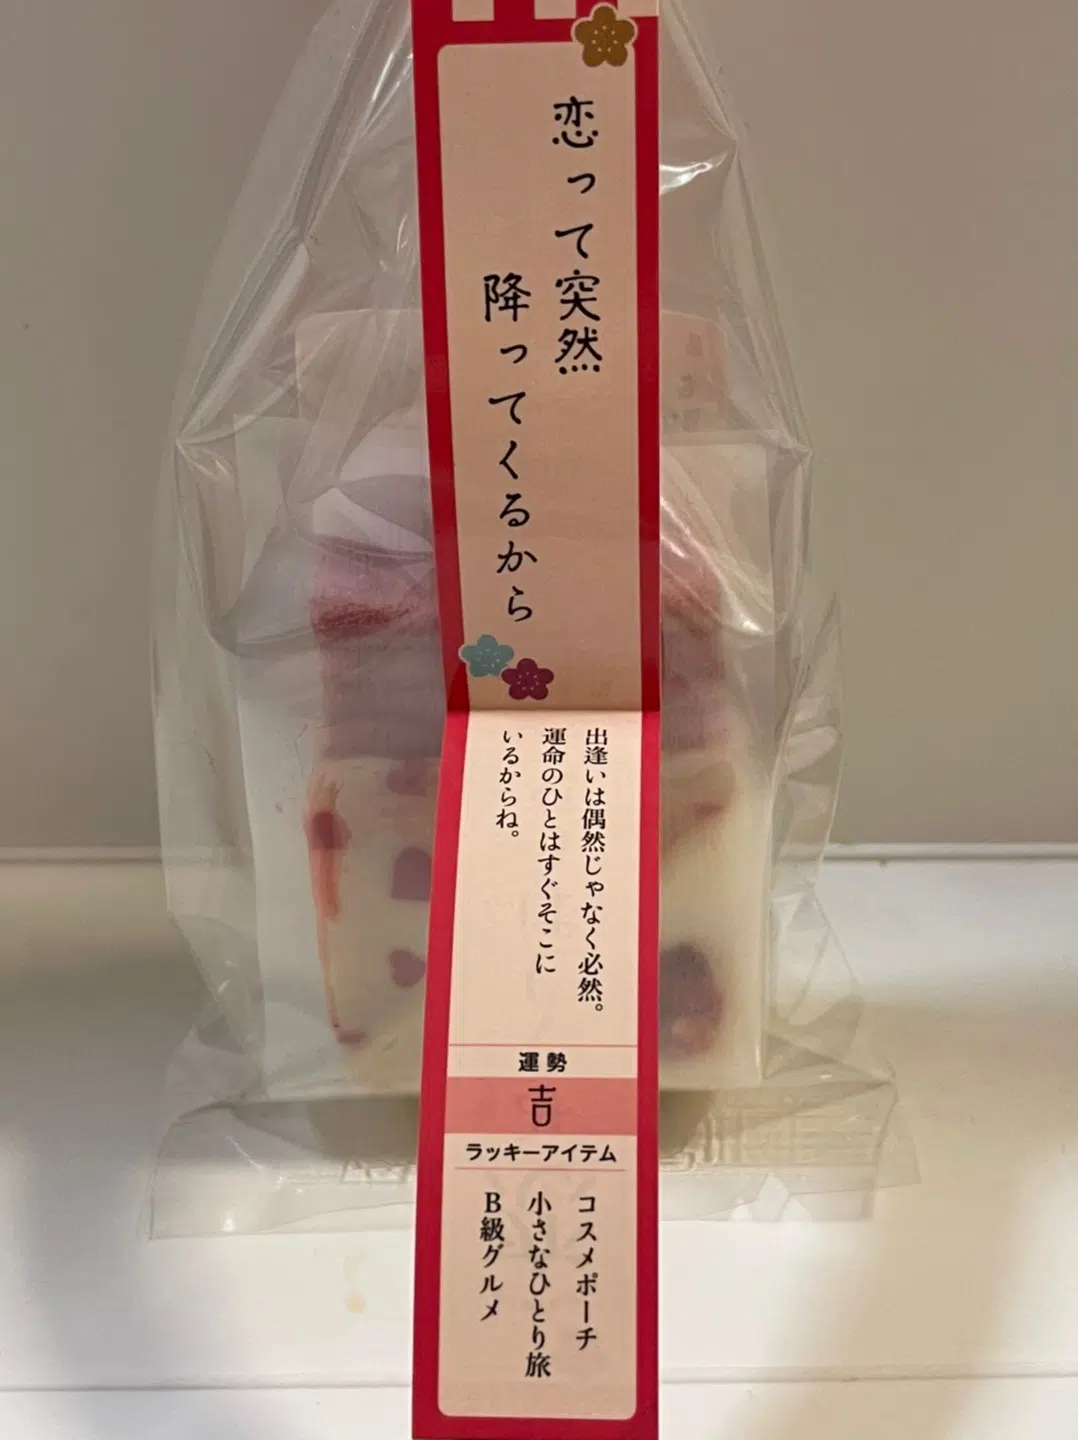 恋って突然
降ってくるから
出逢いは偶然じゃなく必然。
運命のひとはすぐそこに
いるからね。
運勢
吉
ラッキーアイテム
コスメポーチ
小さなひとり旅
B級グルメ